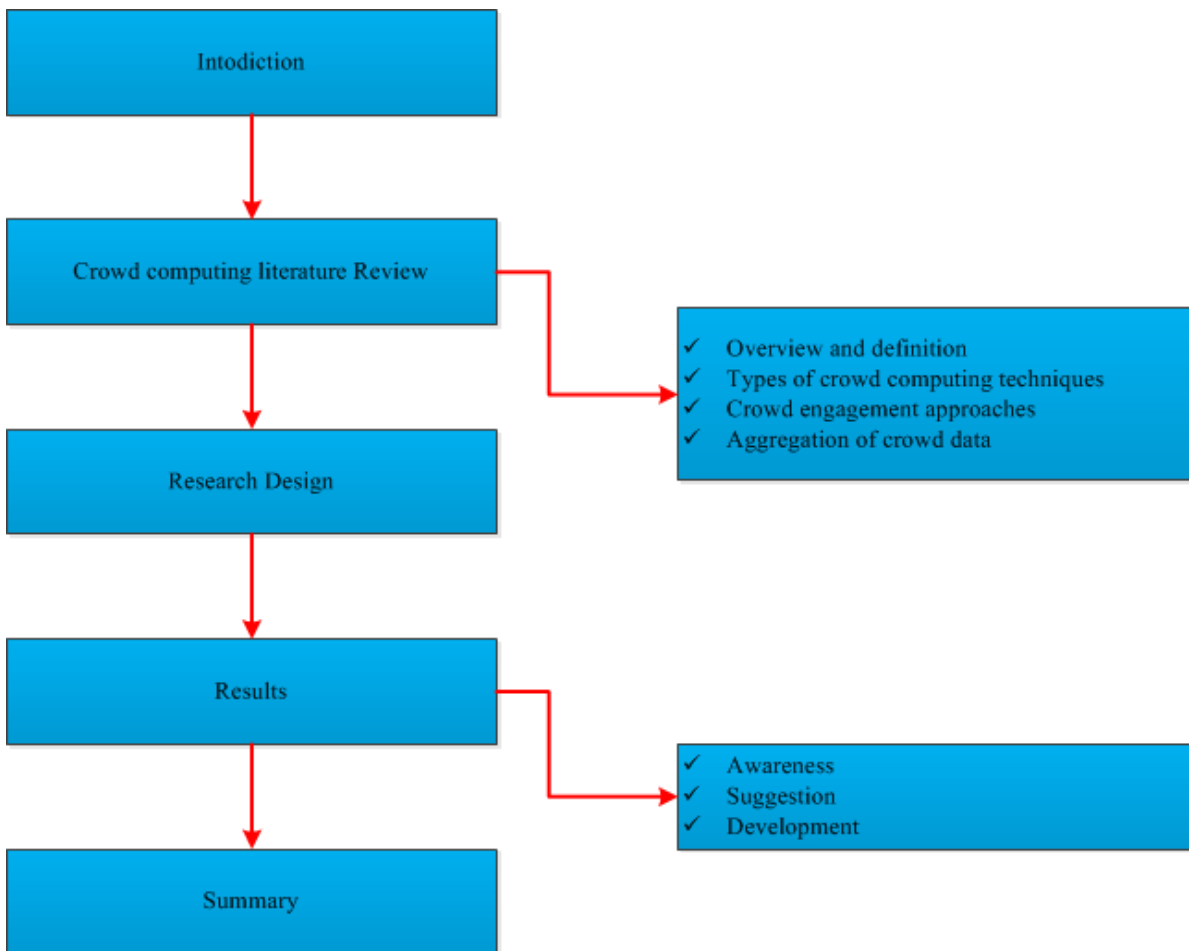 Intodiction
Crowd computing literature Review
✓ Overview and definition
✓ Types of crowd computing techniques
✓ Crowd engagement approaches
✓ Aggregation of crowd data
Research Design
Results
✓ Awareness
✓ Suggestion
✓ Development
Summary